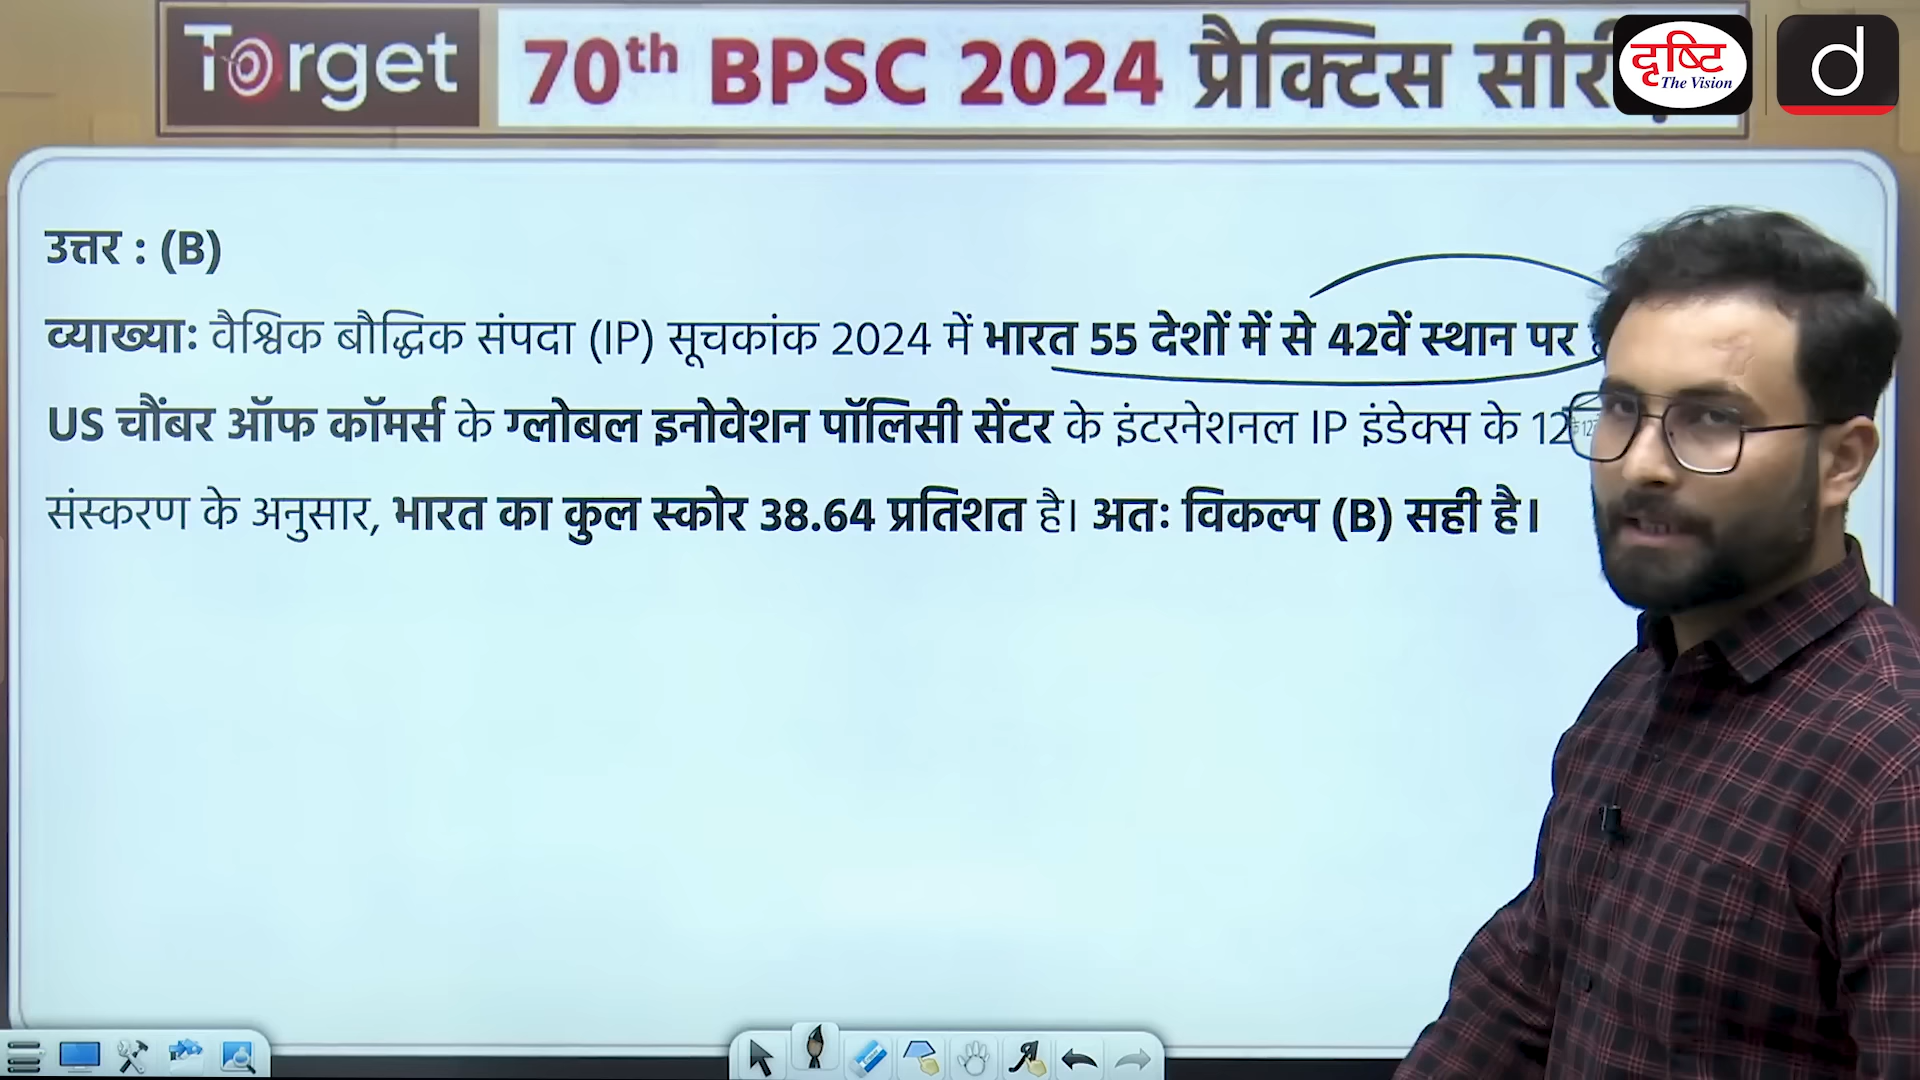 Target
70th BPSC 2024 प्रैक्टिस
दृष्टि
The Vision
d
उत्तर : (B)
व्याख्याः वैश्विक बौद्धिक संपदा (IP) सूचकांक 2024 में भारत 55 देशों में से 42वें स्थान पर
US चौंबर ऑफ कॉमर्स के ग्लोबल इनोवेशन पॉलिसी सेंटर के इंटरनेशनल IP इंडेक्स के 12
संस्करण के अनुसार, भारत का कुल स्कोर 38.64 प्रतिशत है। अतः विकल्प (B) सही है।